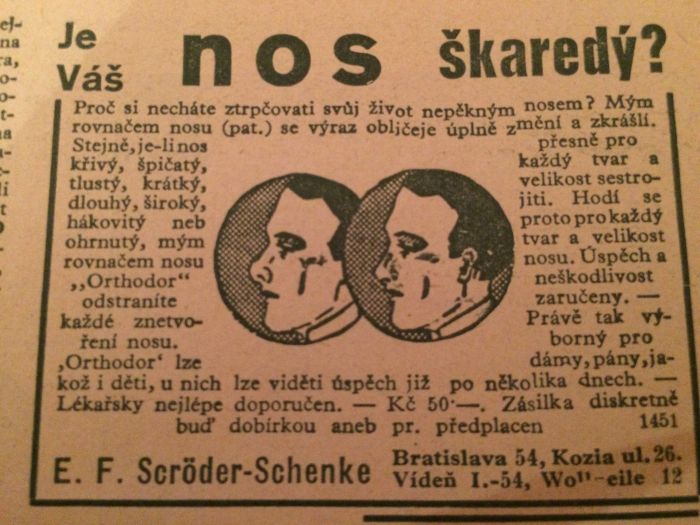 Je
Váš
nos
škaredý?
Proč si necháte ztrpčovati svůj život nepěkným nosem? Mým
rovnačem nosu (pat.) se výraz obličeje úplně změní a zkrášlí.
Stejně, je-li nos
křivý, špičatý,
tlustý, krátký,
dlouhý, široký,
hákovitý neb
ohrnutý, mým
rovnačem nosu
,,Orthodor“
odstraníte
každé znetvo-
ření nosu.
‚Orthodor‘ lze
přesně pro
každý tvar a
velikost sestro-
jiti. Hodí se
proto pro každý
tvar a velikost
nosu. Úspěch a
neškodlivost
zaručeny. —
Právě tak vý-
borný pro
dámy, pány, ja-
kož i děti, u nich lze viděti úspěch již po několika dnech. —
Lékařsky nejlépe doporučen. — Kč 50·—. Zásilka diskretně
buď dobírkou aneb pr. předplacen 1451
E. F. Scröder-Schenke
Bratislava 54, Kozia ul. 26.
Vídeň I.-54, 12